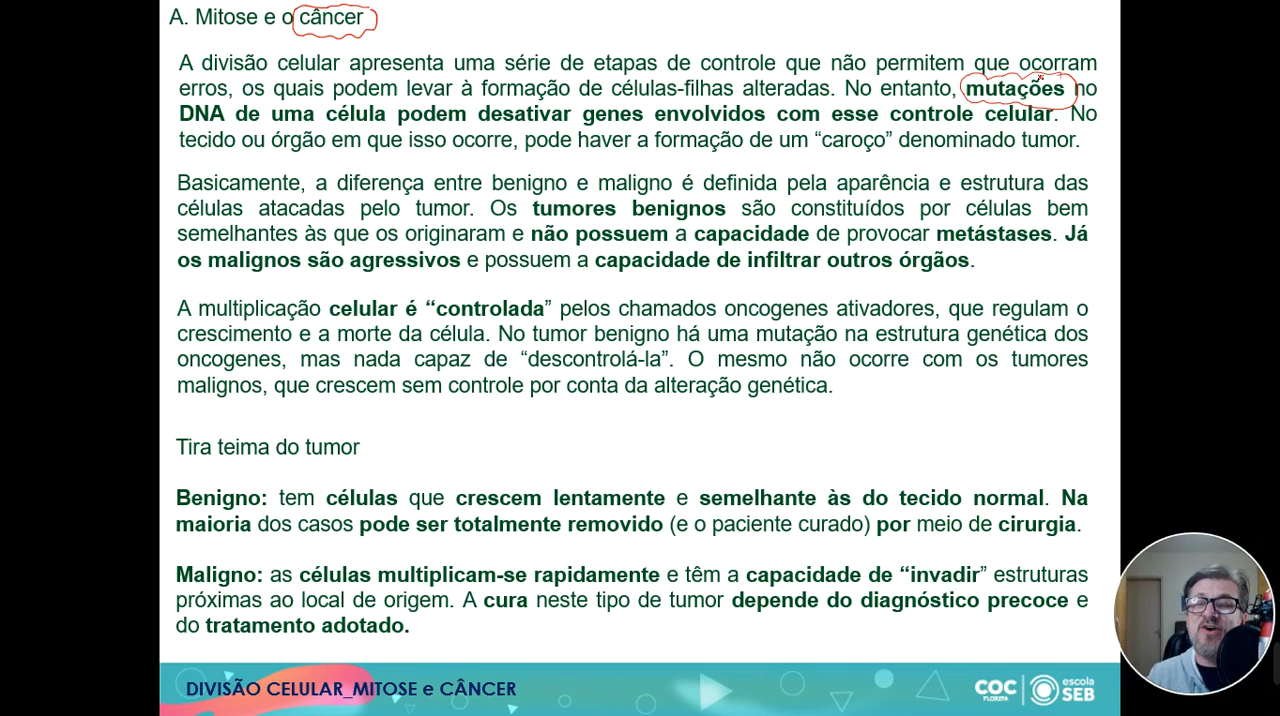 A. Mitose e o câncer
A divisão celular apresenta uma série de etapas de controle que não permitem que ocorram
erros, os quais podem levar à formação de células-filhas alteradas. No entanto, mutações no
DNA de uma célula podem desativar genes envolvidos com esse controle celular. No
tecido ou órgão em que isso ocorre, pode haver a formação de um “caroço” denominado tumor.
Basicamente, a diferença entre benigno e maligno é definida pela aparência e estrutura das
células atacadas pelo tumor. Os tumores benignos são constituídos por células bem
semelhantes às que os originaram e não possuem a capacidade de provocar metástases. Já
os malignos são agressivos e possuem a capacidade de infiltrar outros órgãos.
A multiplicação celular é “controlada” pelos chamados oncogenes ativadores, que regulam o
crescimento e a morte da célula. No tumor benigno há uma mutação na estrutura genética dos
oncogenes, mas nada capaz de “descontrolá-la”. O mesmo não ocorre com os tumores
malignos, que crescem sem controle por conta da alteração genética.
Tira teima do tumor
Benigno: tem células que crescem lentamente e semelhante às do tecido normal. Na
maioria dos casos pode ser totalmente removido (e o paciente curado) por meio de cirurgia.
Maligno: as células multiplicam-se rapidamente e têm a capacidade de “invadir” estruturas
próximas ao local de origem. A cura neste tipo de tumor depende do diagnóstico precoce e
do tratamento adotado.
DIVISÃO CELULAR_MITOSE e CÂNCER
COC
FLORIPA
escola
SEB